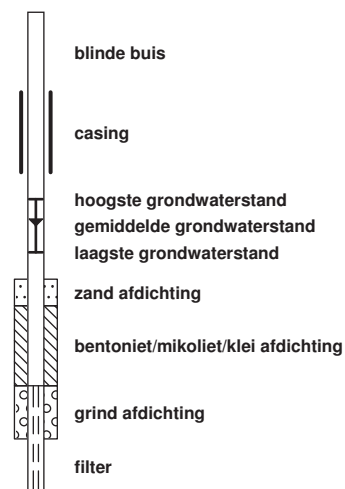 blinde buis
casing
hoogste grondwaterstand
gemiddelde grondwaterstand
laagste grondwaterstand
zand afdichting
bentoniet/mikoliet/klei afdichting
grind afdichting
filter